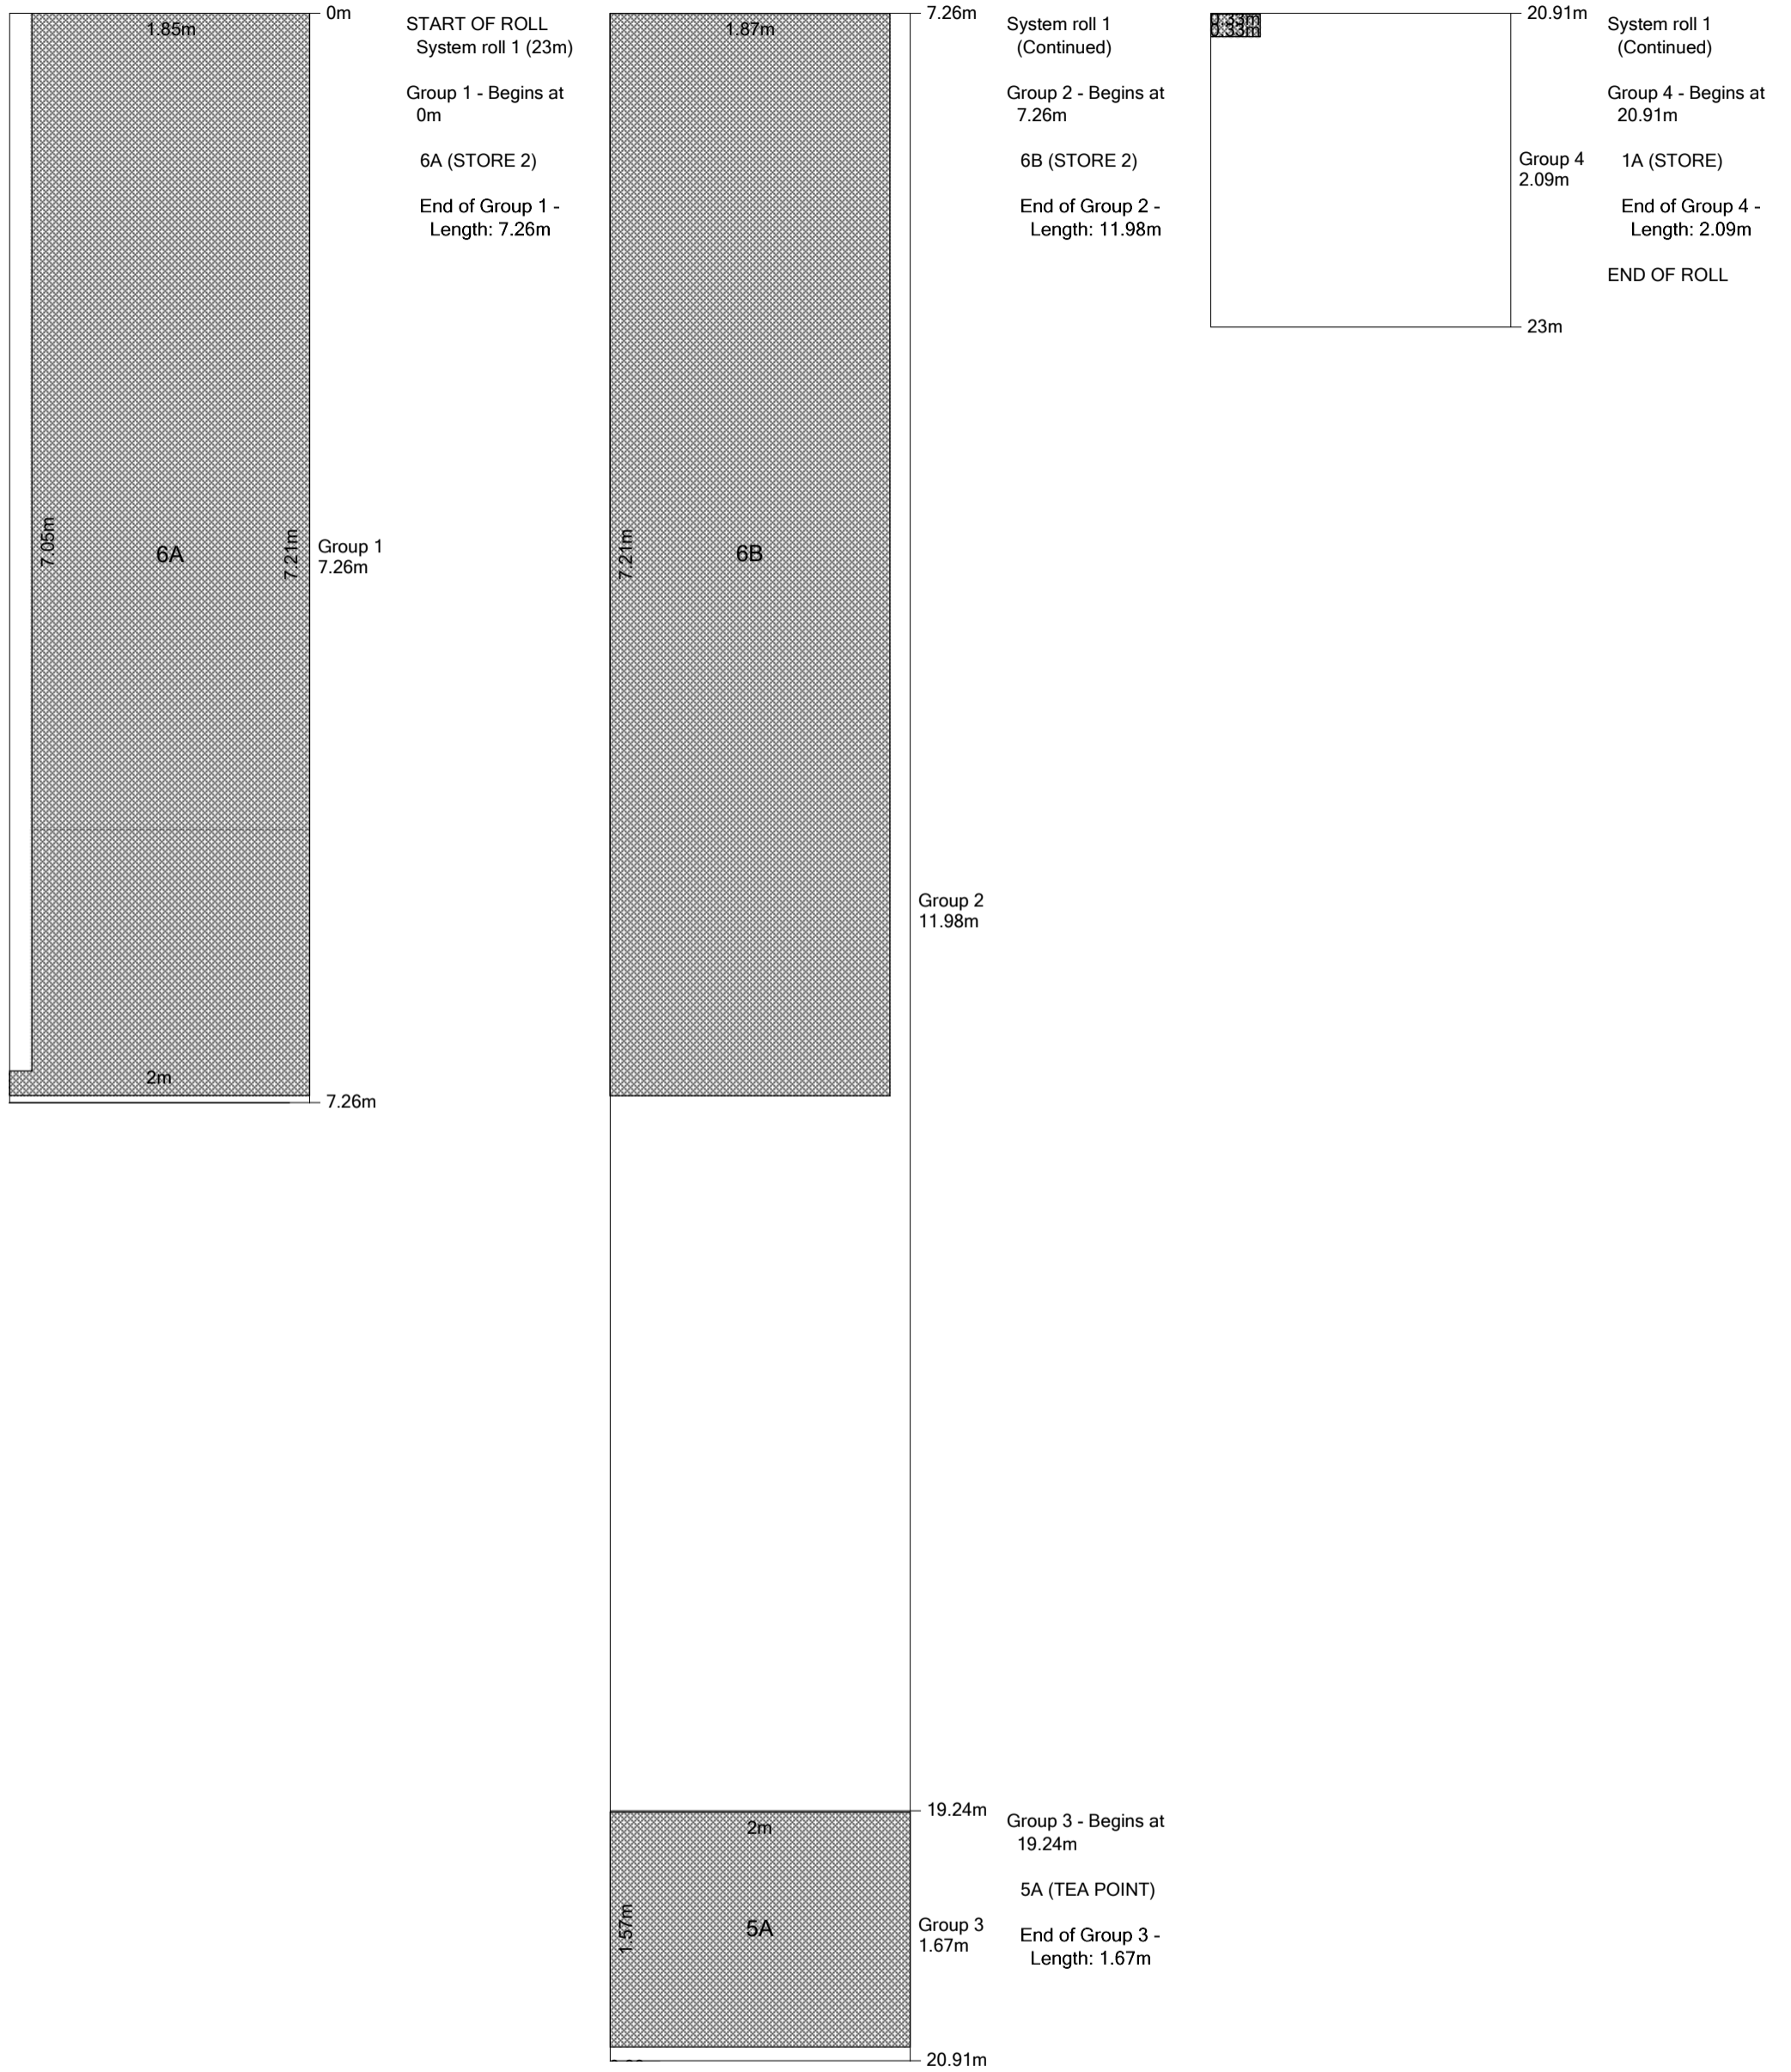 0m
1.85m
START OF ROLL
System roll 1 (23m)
Group 1 - Begins at
0m
6A (STORE 2)
End of Group 1 -
Length: 7.26m
7.05m
6A
7.21m
Group 1
7.26m
2m
7.26m
7.26m
1.87m
System roll 1
(Continued)
Group 2 - Begins at
7.26m
6B (STORE 2)
End of Group 2 -
Length: 11.98m
7.21m
6B
Group 2
11.98m
19.24m
2m
Group 3 - Begins at
19.24m
5A (TEA POINT)
End of Group 3 -
Length: 1.67m
1.57m
5A
Group 3
1.67m
20.91m
20.91m
0.33m
0.33m
System roll 1
(Continued)
Group 4 - Begins at
20.91m
1A (STORE)
End of Group 4 -
Length: 2.09m
END OF ROLL
Group 4
2.09m
23m